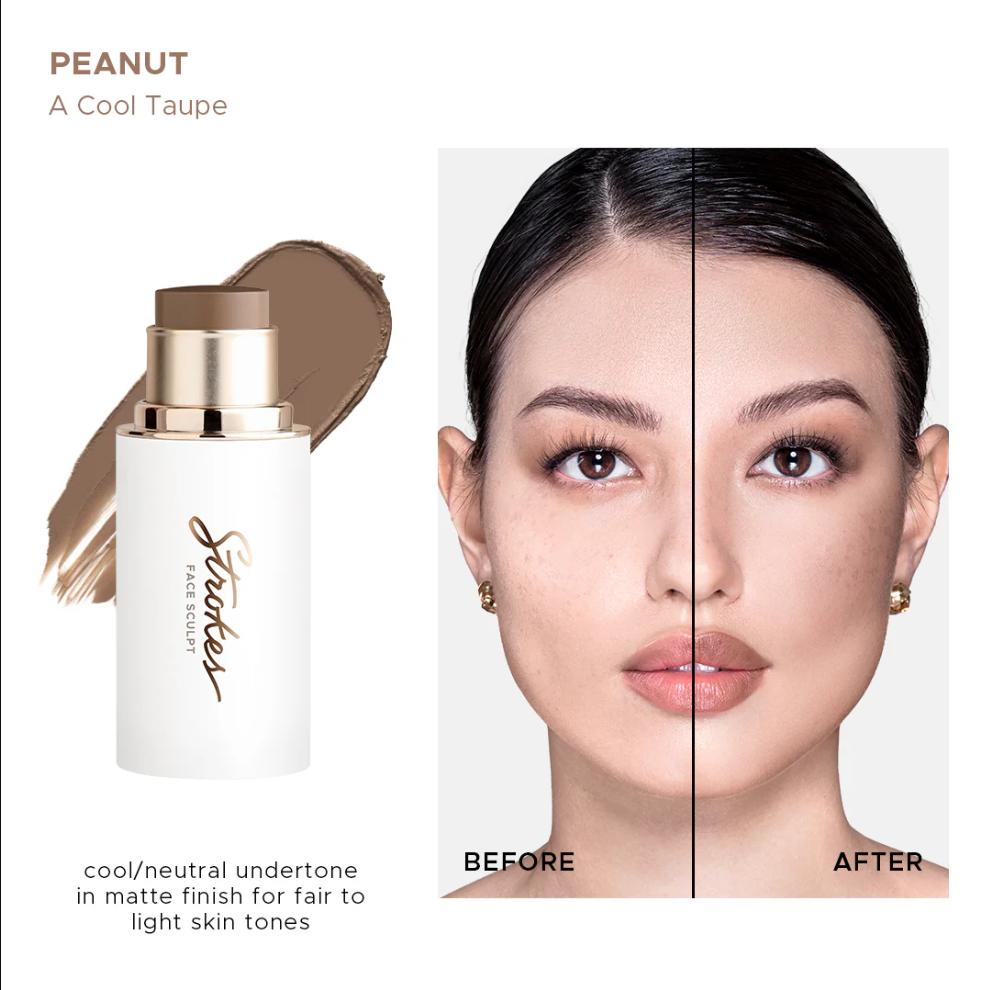 PEANUT
A Cool Taupe
Strokes
FACE SCULPT
BEFORE
AFTER
cool/neutral undertone
in matte finish for fair to
light skin tones